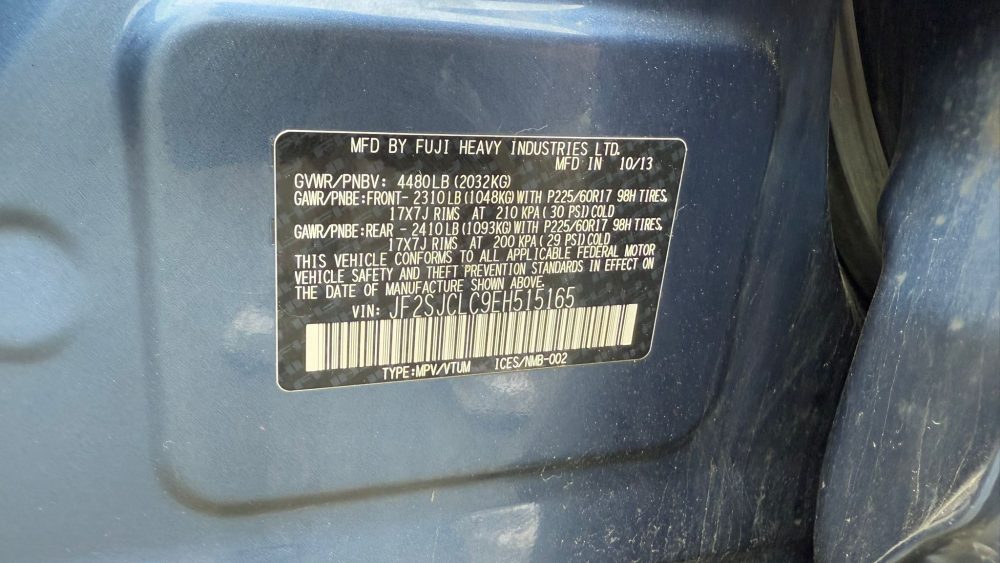 MFD BY FUJI HEAVY INDUSTRIES LTD.
MFD IN 10/13
GVWR/PNBV: 4480LB (2032KG)
GAWR/PNBE:FRONT- 2310 LB (1048KG) WITH P225/60R17 98H TIRES,
17X7J RIMS AT 210 KPA ( 30 PSI) COLD
GAWR/PNBE:REAR - 2410 LB (1093KG) WITH P225/60R17 98H TIRES,
17X7J RIMS AT 200 KPA ( 29 PSI) COLD
THIS VEHICLE CONFORMS TO ALL APPLICABLE FEDERAL MOTOR
VEHICLE SAFETY AND THEFT PREVENTION STANDARDS IN EFFECT ON
THE DATE OF MANUFACTURE SHOWN ABOVE.
VIN: JF2SJCLC9EH515165
TYPE:MPV/VTUM ICES/NMB-002